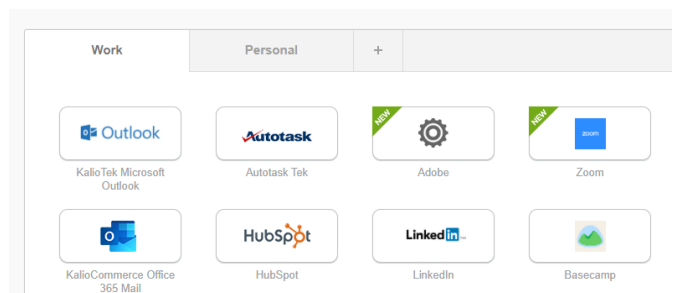 Work
Personal
+
Outlook
Autotask
NEW
NEW
zoom
KalioTek Microsoft
Outlook
Autotask Tek
Adobe
Zoom
O
HubSpot
Linkedin
KalioCommerce Office
365 Mail
HubSpot
LinkedIn
Basecamp